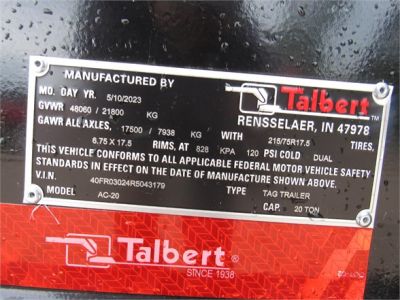 MANUFACTURED BY
Talbert TM
MO. DAY YR. 5/10/2023
RENSSELAER, IN 47978
GVWR 48060 / 21800 KG
GAWR ALL AXLES, 17500 / 7938 KG WITH 215/75R17.5 TIRES,
6.75 X 17.5 RIMS, AT 828 KPA 120 PSI COLD DUAL
THIS VEHICLE CONFORMS TO ALL APPLICABLE FEDERAL MOTOR VEHICLE SAFETY
STANDARDS IN EFFECT ON THE DATE OF MANUFACTURE SHOWN ABOVE.
V.I.N. 40FR03024R5043179 TYPE TAG TRAILER
MODEL AC-20 CAP. 20 TON
Talbert
SINCE 1938